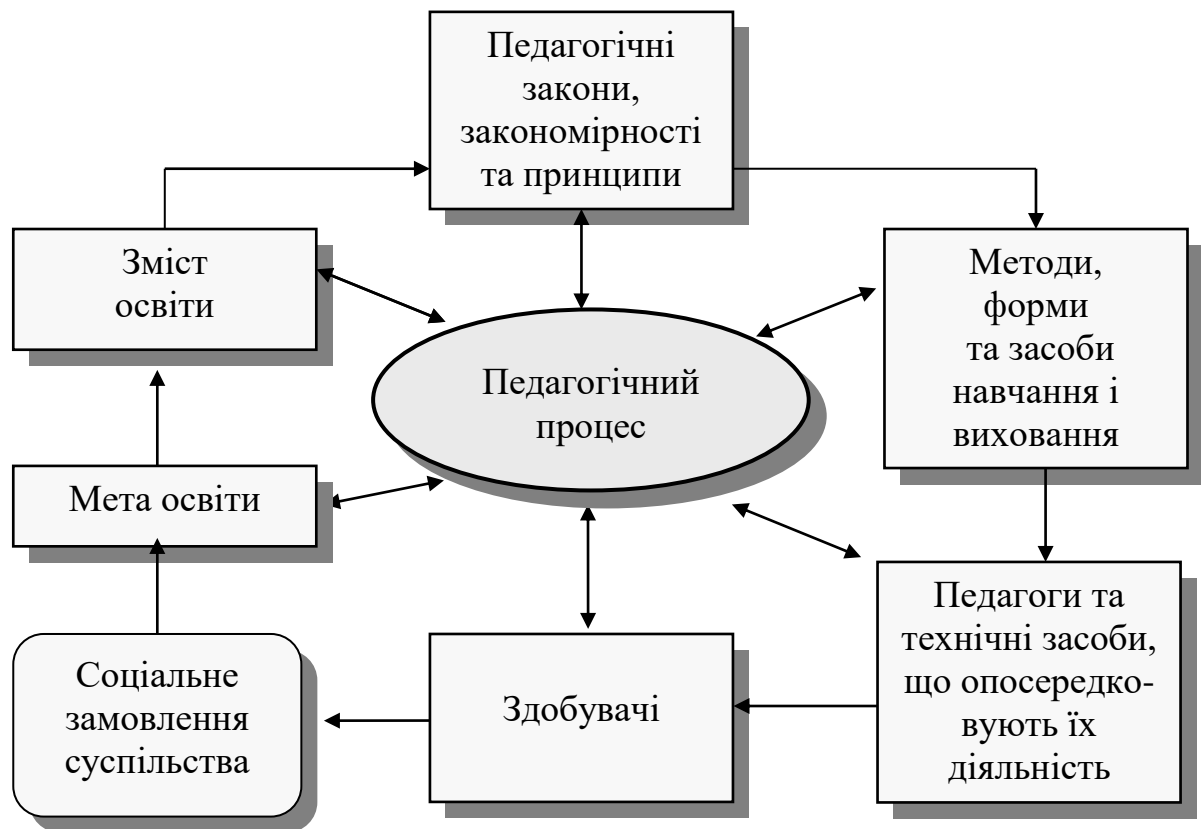 Педагогічні
закони,
закономірності
та принципи
Зміст
освіти
Методи,
форми
та засоби
навчання і
виховання
Педагогічний
процес
Мета освіти
Педагоги та
технічні засоби,
що опосередко-
вують їх
діяльність
Здобувачі
Соціальне
замовлення
суспільства